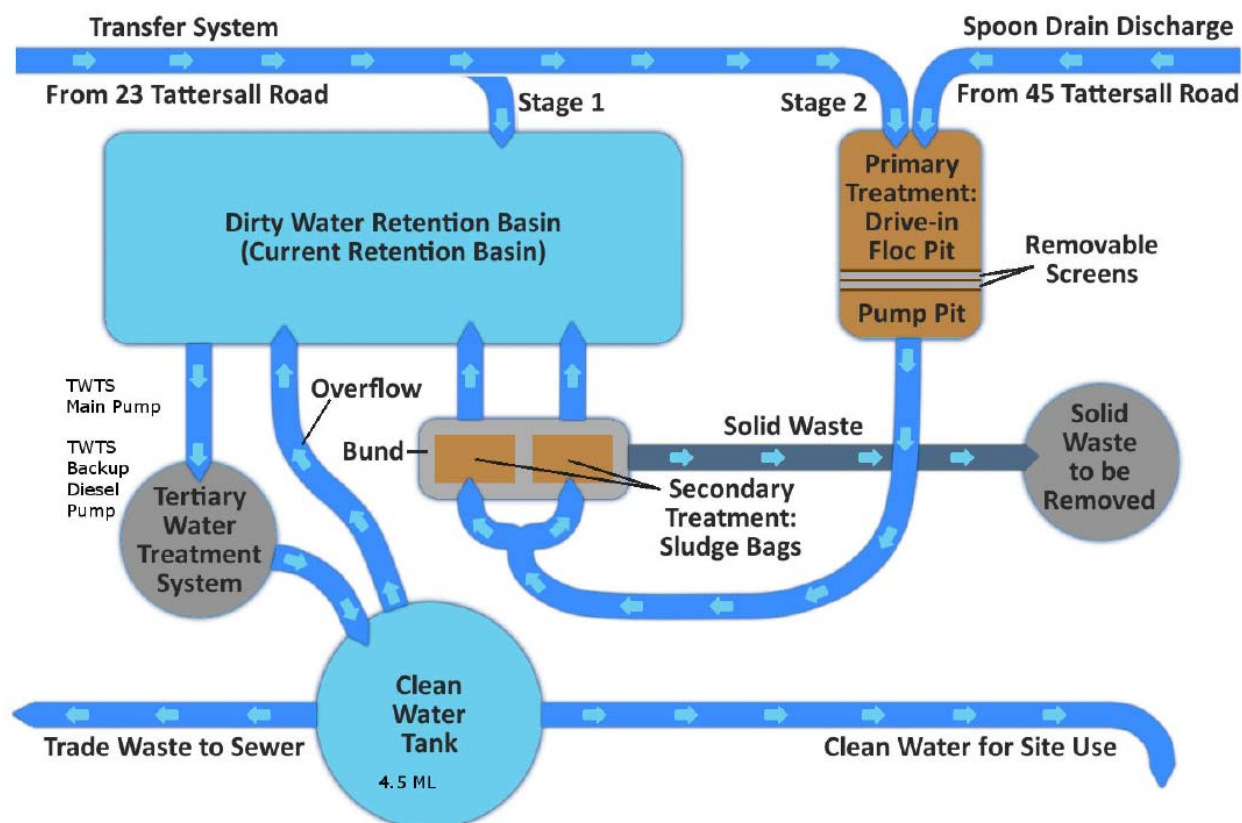 Transfer System
Spoon Drain Discharge
From 23 Tattersall Road
Stage 1
Stage 2
From 45 Tattersall Road
Primary
Treatment:
Drive-in
Floc Pit
Removable
Screens
Pump Pit
Dirty Water Retention Basin
(Current Retention Basin)
TWTS
Main Pump
TWTS
Backup
Diesel
Pump
Overflow
Bund
Solid Waste
Solid
Waste
to be
Removed
Secondary
Treatment:
Sludge Bags
Tertiary
Water
Treatment
System
Clean
Water
Tank
4.5 ML
Trade Waste to Sewer
Clean Water for Site Use